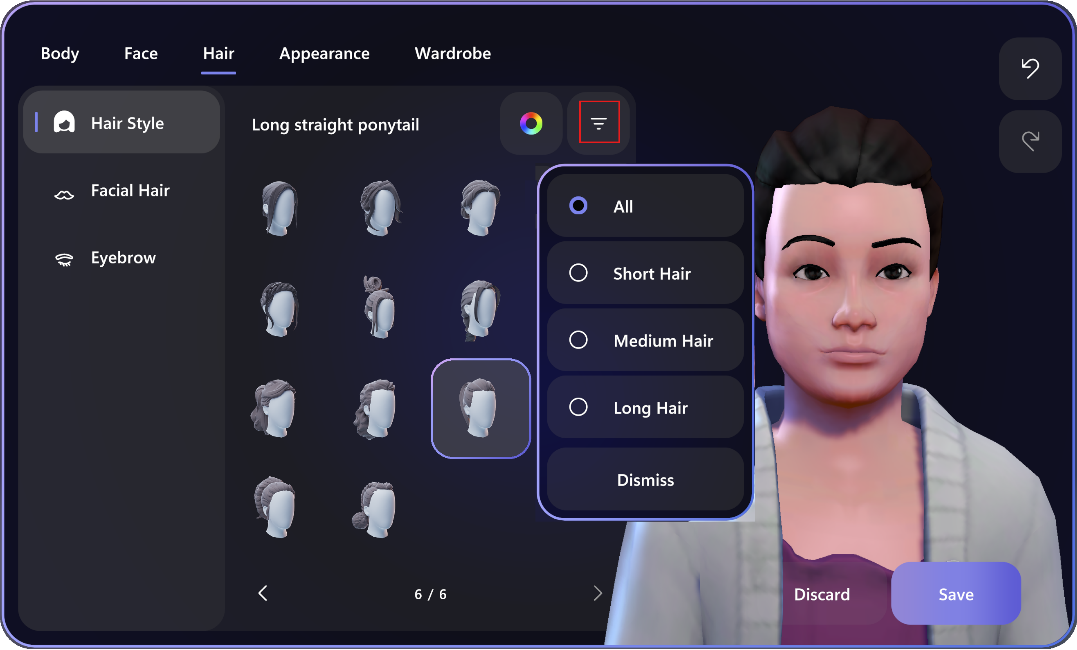 Body Face Hair Appearance Wardrobe
Hair Style
Long straight ponytail
Facial Hair
Eyebrow
All
Short Hair
Medium Hair
Long Hair
Dismiss
6 / 6
Discard
Save